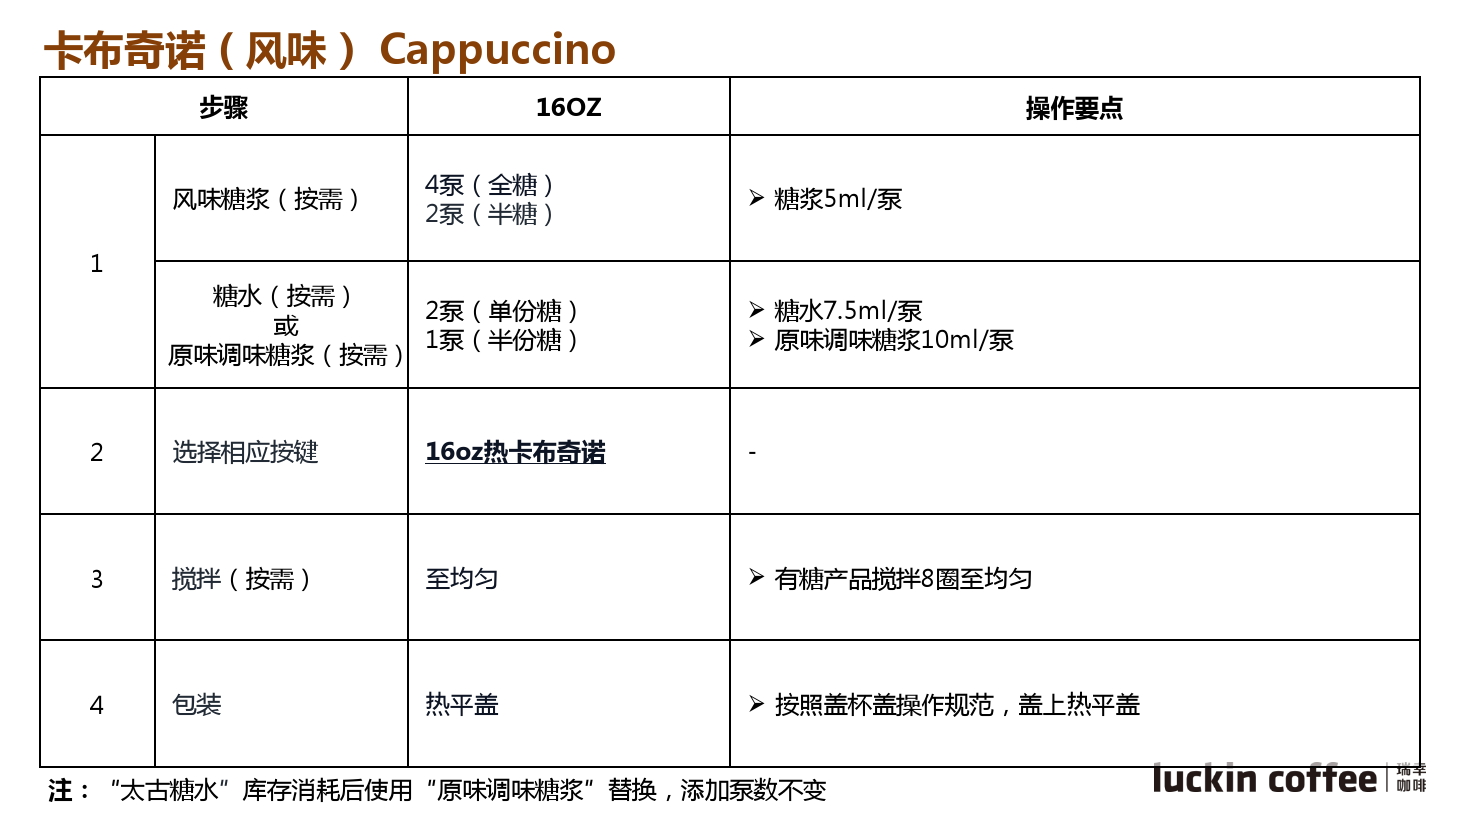 卡布奇诺（风味） Cappuccino
步骤 16OZ 操作要点
1
风味糖浆（按需）
4泵（全糖）
2泵（半糖）
➢ 糖浆5ml/泵
糖水（按需）
或
原味调味糖浆（按需）
2泵（单份糖）
1泵（半份糖）
➢ 糖水7.5ml/泵
➢ 原味调味糖浆10ml/泵
2 选择相应按键 16oz热卡布奇诺 -
3 搅拌（按需） 至均匀 ➢ 有糖产品搅拌8圈至均匀
4 包装 热平盖 ➢ 按照盖杯盖操作规范，盖上热平盖
注：“太古糖水”库存消耗后使用“原味调味糖浆”替换，添加泵数不变
luckin coffee 瑞幸
咖啡